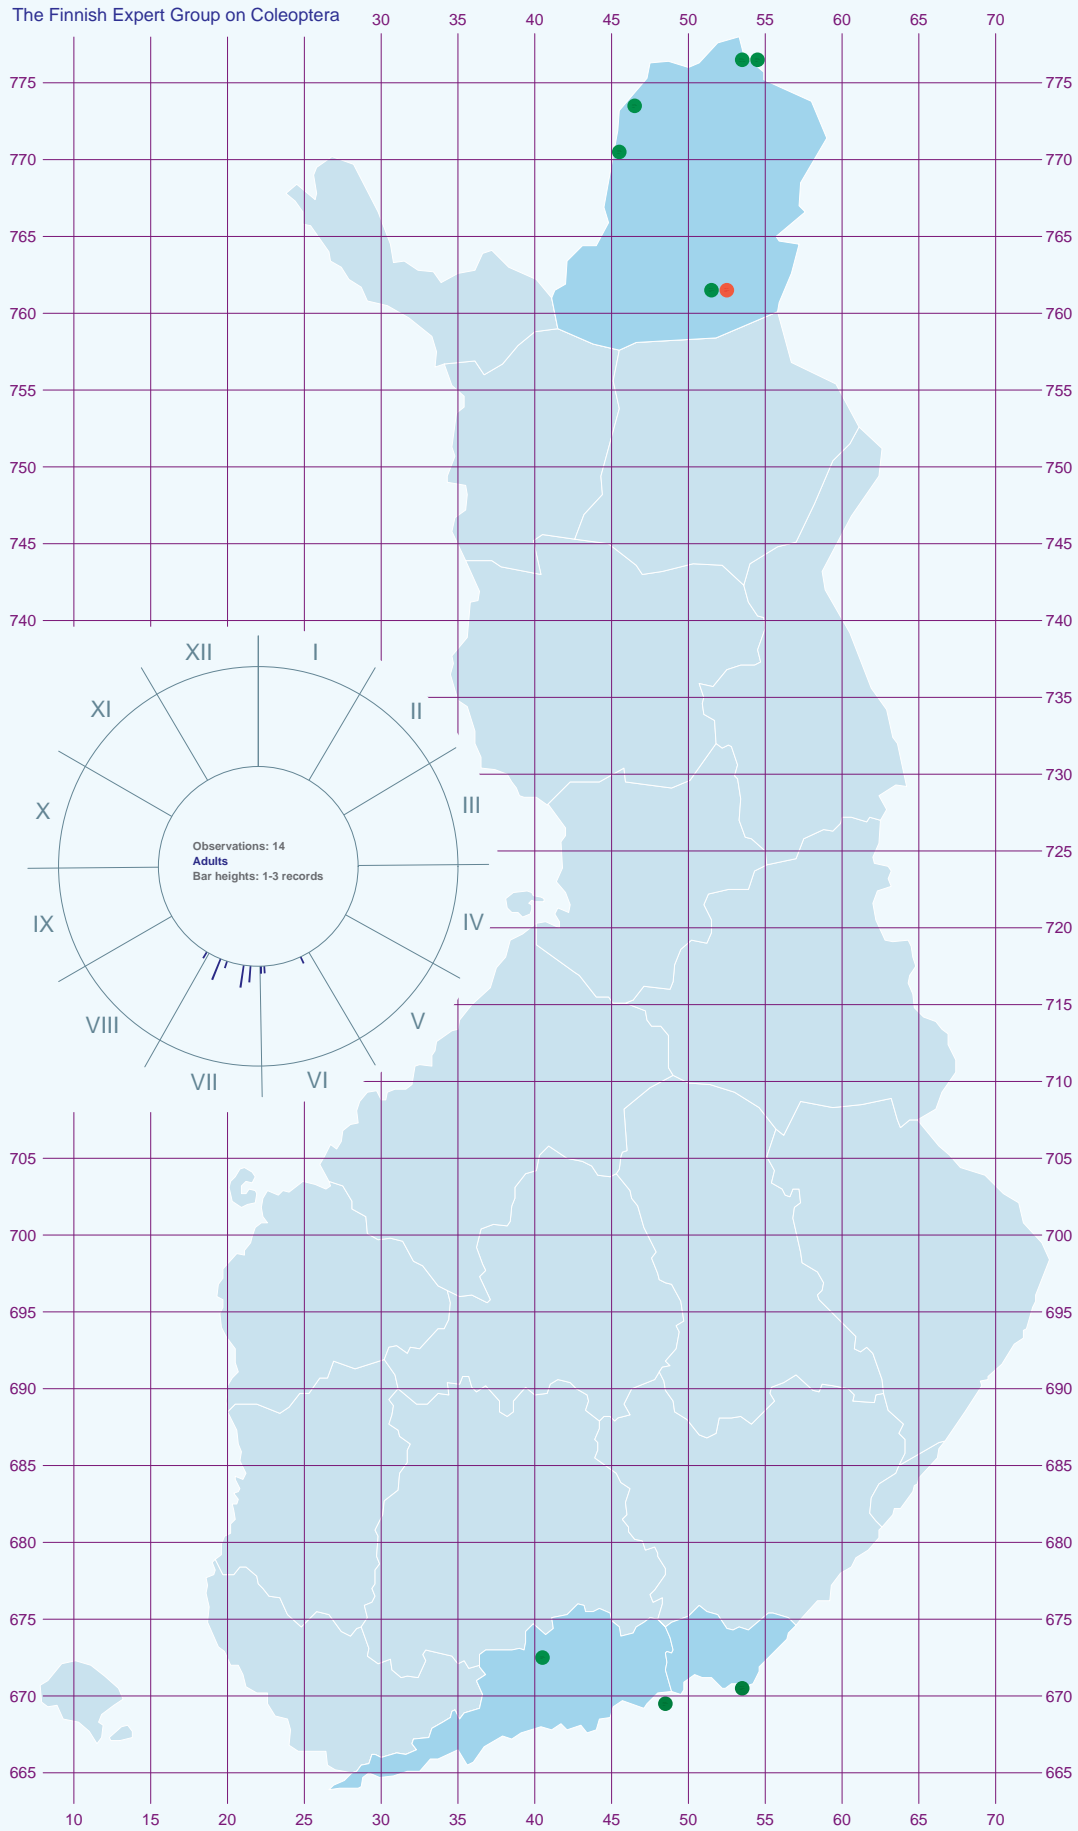 The Finnish Expert Group on Coleoptera
30 35 40 45 50 55 60 65 70
775 775
770 770
765 765
760 760
755 755
750 750
745 745
740 740
735
730
725
720
715
710
705 705
700 700
695 695
690 690
685 685
680 680
675 675
670 670
665 665
10 15 20 25 30 35 40 45 50 55 60 65 70
XII I
XI II
X III
IX IV
VIII V
VII VI
Observations: 14
Adults
Bar heights: 1-3 records